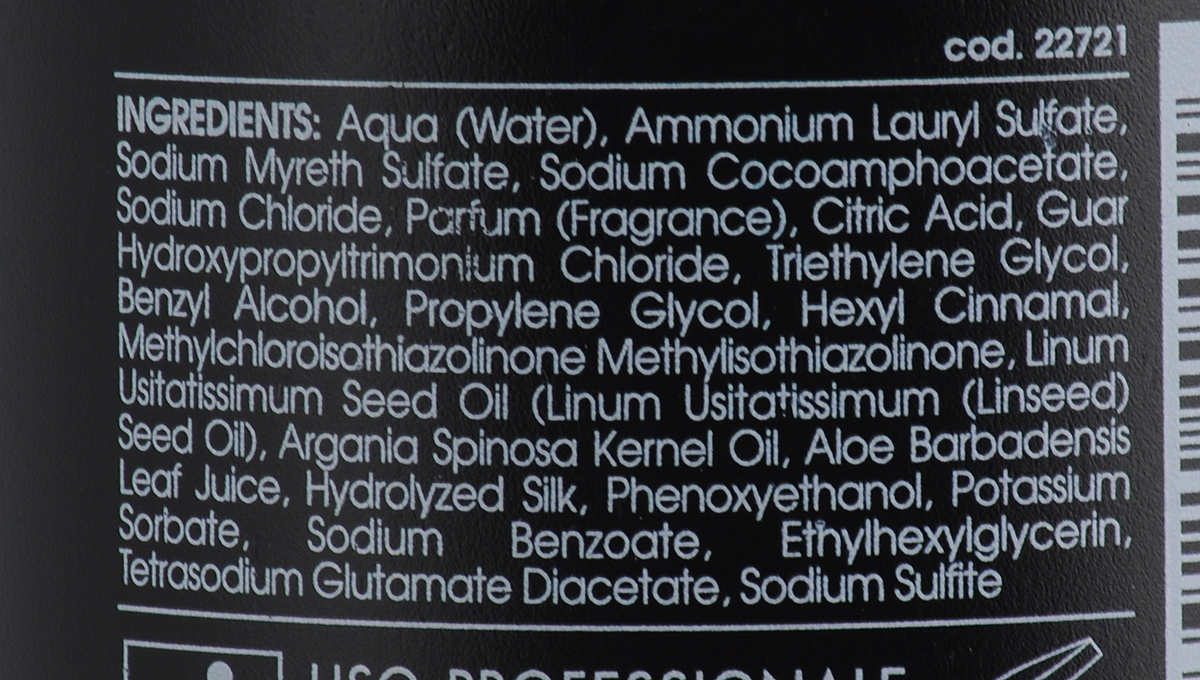 cod. 22721
INGREDIENTS: Aqua (Water), Ammonium Lauryl Sulfate,
Sodium Myreth Sulfate, Sodium Cocoamphoacetate,
Sodium Chloride, Parfum (Fragrance), Citric Acid, Guar
Hydroxypropyltrimonium Chloride, Triethylene Glycol,
Benzyl Alcohol, Propylene Glycol, Hexyl Cinnamal,
Methylchloroisothiazolinone Methylisothiazolinone, Linum
Usitatissimum Seed Oil (Linum Usitatissimum (Linseed)
Seed Oil), Argania Spinosa Kernel Oil, Aloe Barbadensis
Leaf Juice, Hydrolyzed Silk, Phenoxyethanol, Potassium
Sorbate, Sodium Benzoate, Ethylhexylglycerin,
Tetrasodium Glutamate Diacetate, Sodium Sulfite
USO PROFESSIONALE